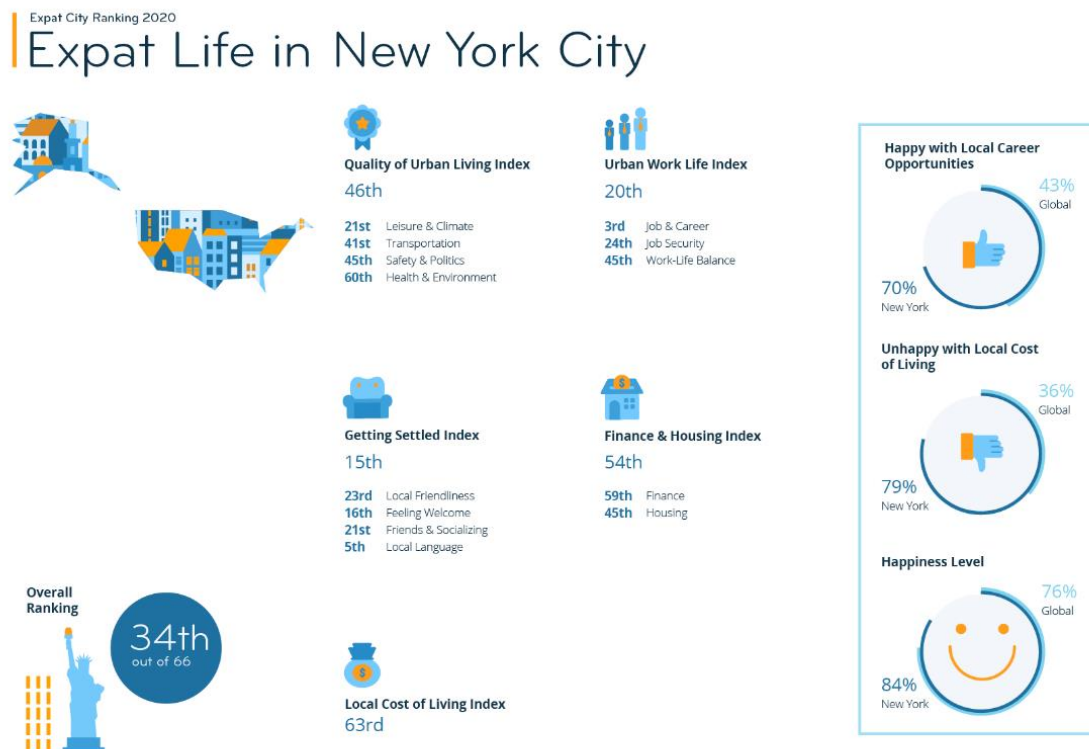 Expat City Ranking 2020
Expat Life in New York City
Quality of Urban Living Index
46th
21st Leisure & Climate
41st Transportation
45th Safety & Politics
60th Health & Environment
Urban Work Life Index
20th
3rd Job & Career
24th Job Security
45th Work-Life Balance
Getting Settled Index
15th
23rd Local Friendliness
16th Feeling Welcome
21st Friends & Socializing
5th Local Language
Finance & Housing Index
54th
59th Finance
45th Housing
Local Cost of Living Index
63rd
Overall
Ranking
34th
out of 66
Happy with Local Career
Opportunities
43%
Global
70%
New York
Unhappy with Local Cost
of Living
36%
Global
79%
New York
Happiness Level
76%
Global
84%
New York